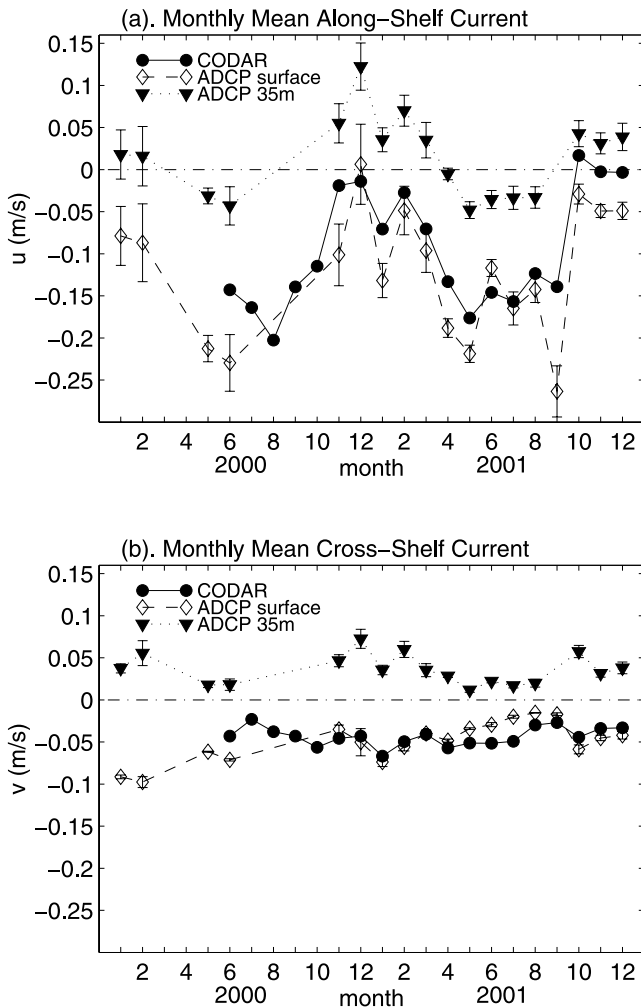 (a). Monthly Mean Along−Shelf Current
0.15
CODAR
ADCP surface
0.1
ADCP 35m
0.05
0
−0.05
u (m/s)
−0.1
−0.15
−0.2
−0.25
2 4 6 8 10 12 2 4 6 8 10 12
2000 month 2001
(b). Monthly Mean Cross−Shelf Current
0.15
CODAR
ADCP surface
0.1
ADCP 35m
0.05
0
−0.05
v (m/s)
−0.1
−0.15
−0.2
−0.25
2 4 6 8 10 12 2 4 6 8 10 12
2000 month 2001